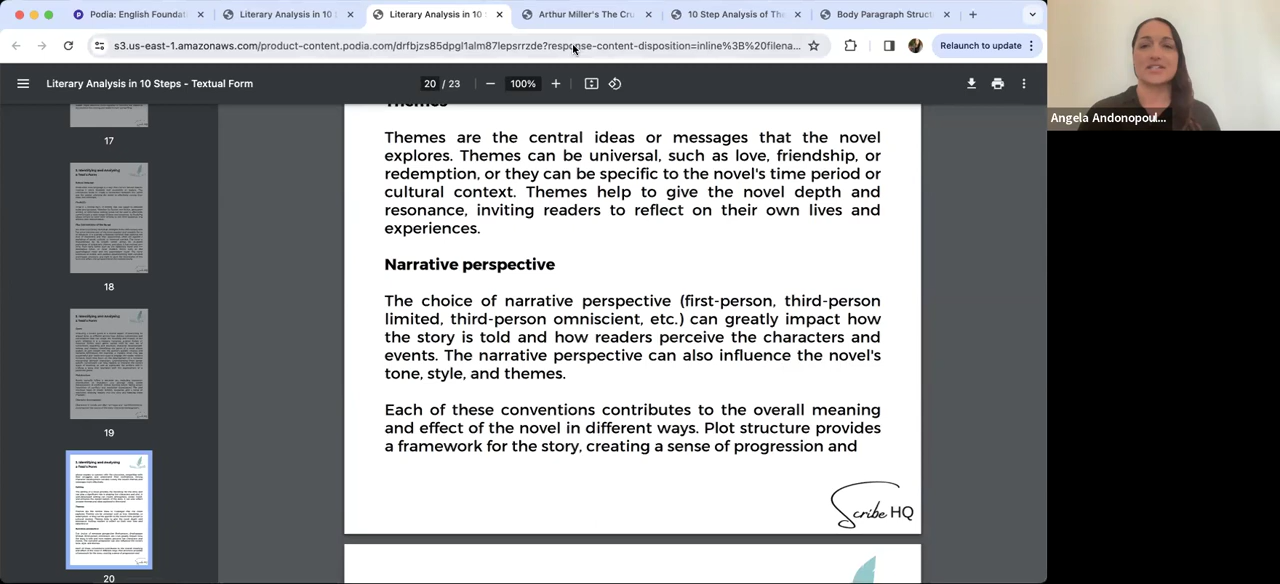 Podia: English Foundat
Literary Analysis in 10
Literary Analysis in 10
Arthur Miller's The Cru
10 Step Analysis of The
Body Paragraph Struct
s3.us-east-1.amazonaws.com/product-content.podia.com/drfbjzs85dpgl1alm87lepsrrzde?response-content-disposition=inline%3B%20filena...
Relaunch to update
Literary Analysis in 10 Steps - Textual Form
20 / 23
100%
Angela Andonopoul...
17
18
19
20
Themes
Themes are the central ideas or messages that the novel
explores. Themes can be universal, such as love, friendship, or
redemption, or they can be specific to the novel's time period or
cultural context. Themes help to give the novel depth and
resonance, inviting readers to reflect on their own lives and
experiences.
Narrative perspective
The choice of narrative perspective (first-person, third-person
limited, third-person omniscient, etc.) can greatly impact how
the story is told and how readers perceive the characters and
events. The narrative perspective can also influence the novel's
tone, style, and themes.
Each of these conventions contributes to the overall meaning
and effect of the novel in different ways. Plot structure provides
a framework for the story, creating a sense of progression and
Scribe HQ